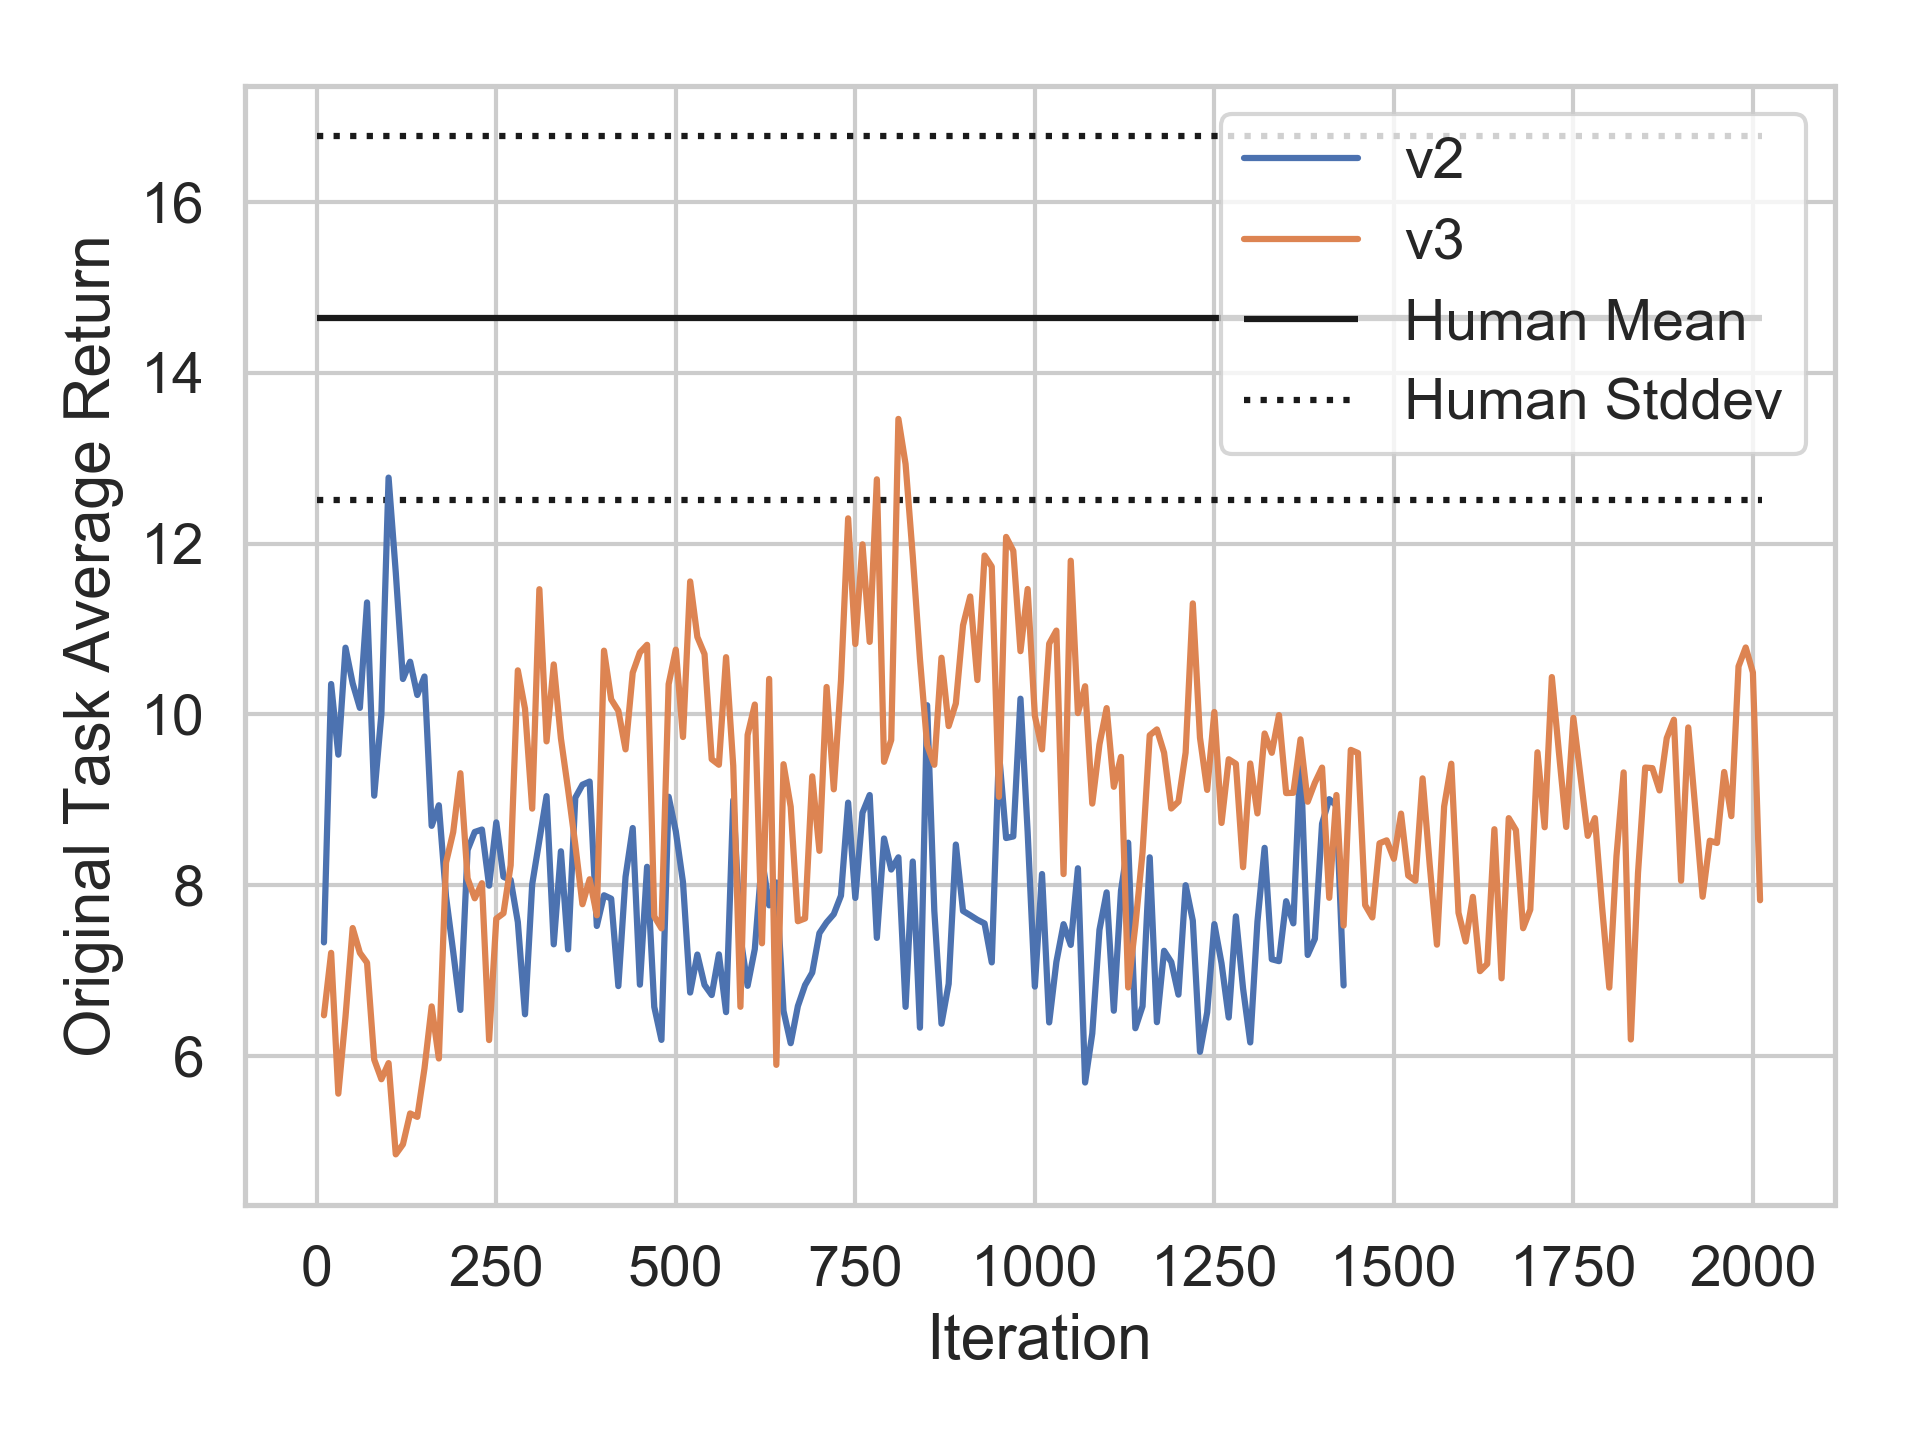 Original Task Average Return
16
14
12
10
8
6
v2
v3
Human Mean
Human Stddev
0 250 500 750 1000 1250 1500 1750 2000
Iteration